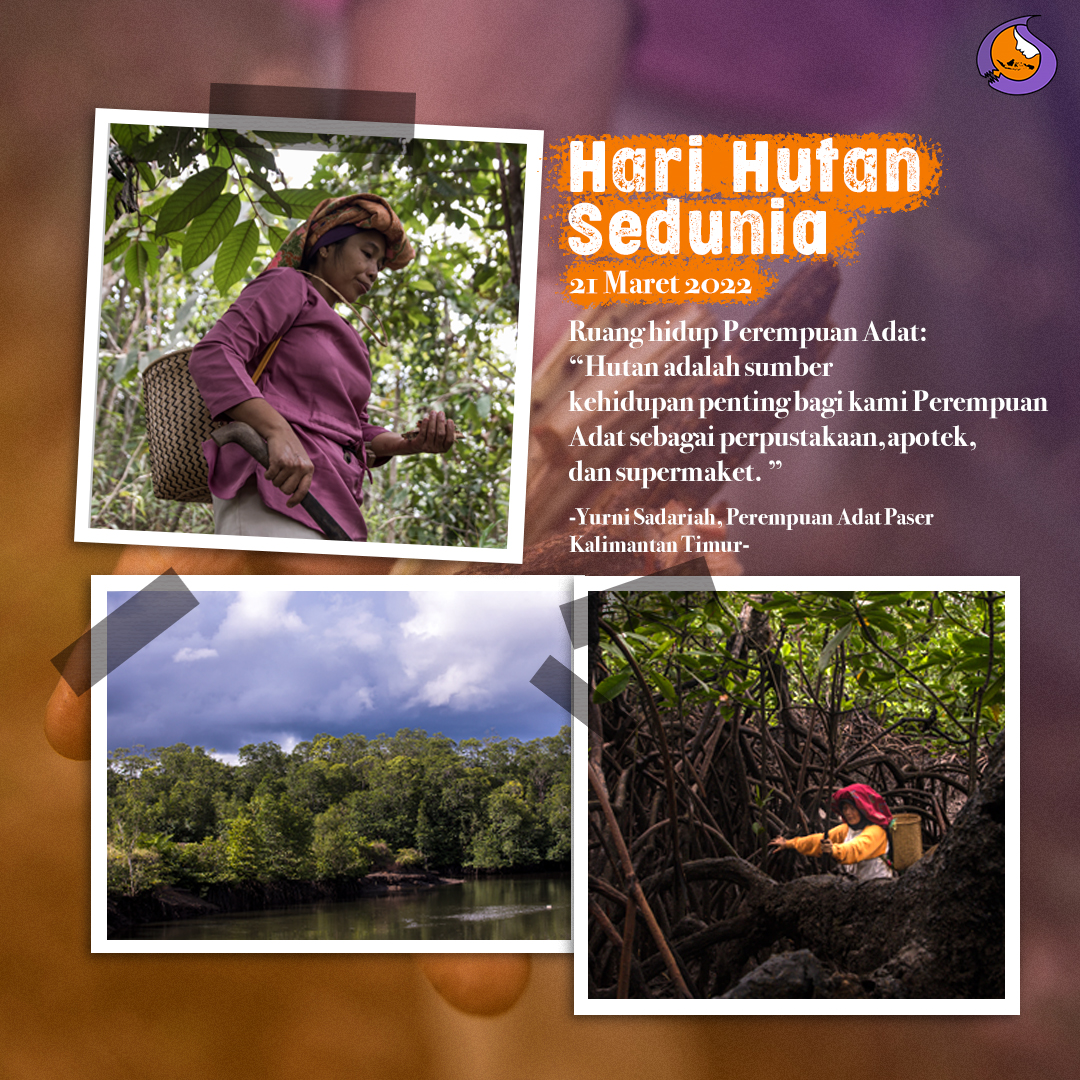 Hari Hutan
Sedunia
21 Maret 2022
Ruang hidup Perempuan Adat:
“Hutan adalah sumber
kehidupan penting bagi kami Perempuan
Adat sebagai perpustakaan, apotek,
dan supermaket. ”
-Yurni Sadariah, Perempuan Adat Paser
Kalimantan Timur-